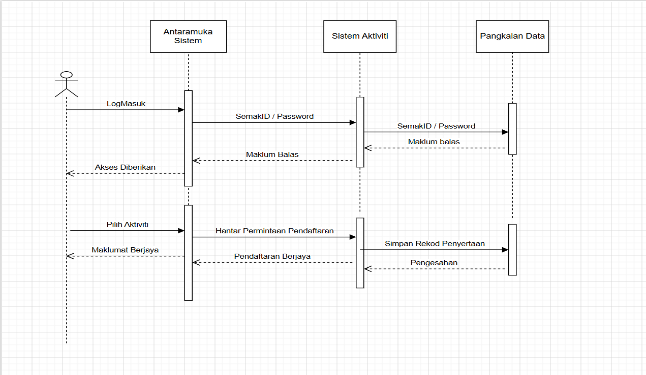 Antaramuka
Sistem
Sistem Aktiviti
Pangkalan Data
LogMasuk
SemakID / Password
SemakID / Password
Maklum balas
Maklum Balas
Akses Diberikan
Pilih Aktiviti
Hantar Permintaan Pendaftaran
Simpan Rekod Penyertaan
Maklumat Berjaya
Pendaftaran Berjaya
Pengesahan